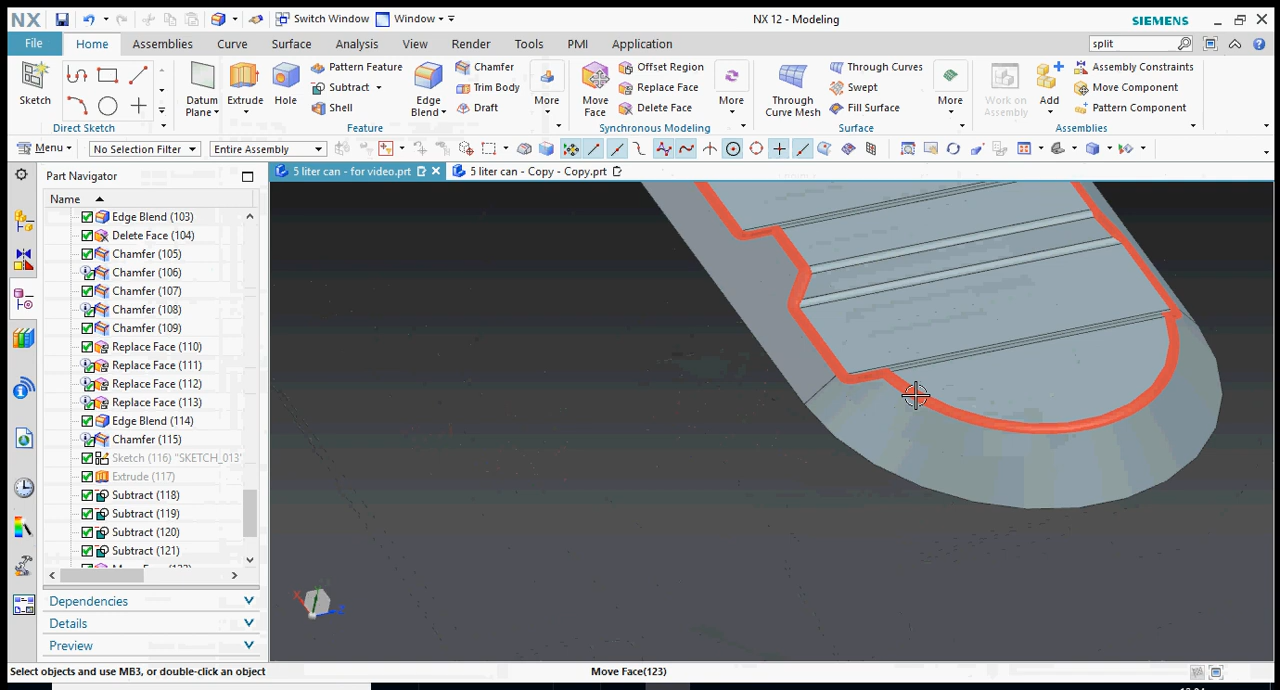 NX Switch Window Window NX 12 - Modeling SIEMENS
File Home Assemblies Curve Surface Analysis View Render Tools PMI Application split
Sketch
Direct Sketch
Datum Plane
Extrude
Hole
Pattern Feature
Subtract
Shell
Edge Blend
Chamfer
Trim Body
Draft
More
Feature
Move Face
Offset Region
Replace Face
Delete Face
More
Synchronous Modeling
Through Curve Mesh
Through Curves
Swept
Fill Surface
More
Surface
Work on Assembly
Add
Assembly Constraints
Move Component
Pattern Component
Assemblies
Menu No Selection Filter Entire Assembly
Part Navigator
5 liter can - for video.prt 5 liter can - Copy - Copy.prt
Name
Edge Blend (103)
Delete Face (104)
Chamfer (105)
Chamfer (106)
Chamfer (107)
Chamfer (108)
Chamfer (109)
Replace Face (110)
Replace Face (111)
Replace Face (112)
Replace Face (113)
Edge Blend (114)
Chamfer (115)
Sketch (116) "SKETCH_013"
Extrude (117)
Subtract (118)
Subtract (119)
Subtract (120)
Subtract (121)
Dependencies
Details
Preview
Select objects and use MB3, or double-click an object Move Face(123)